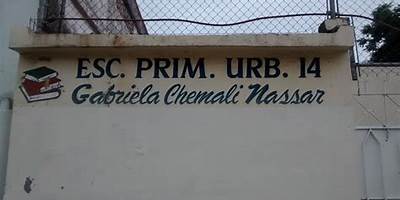 ESC. PRIM. URB. 14
Gabriela Chemali Nassar